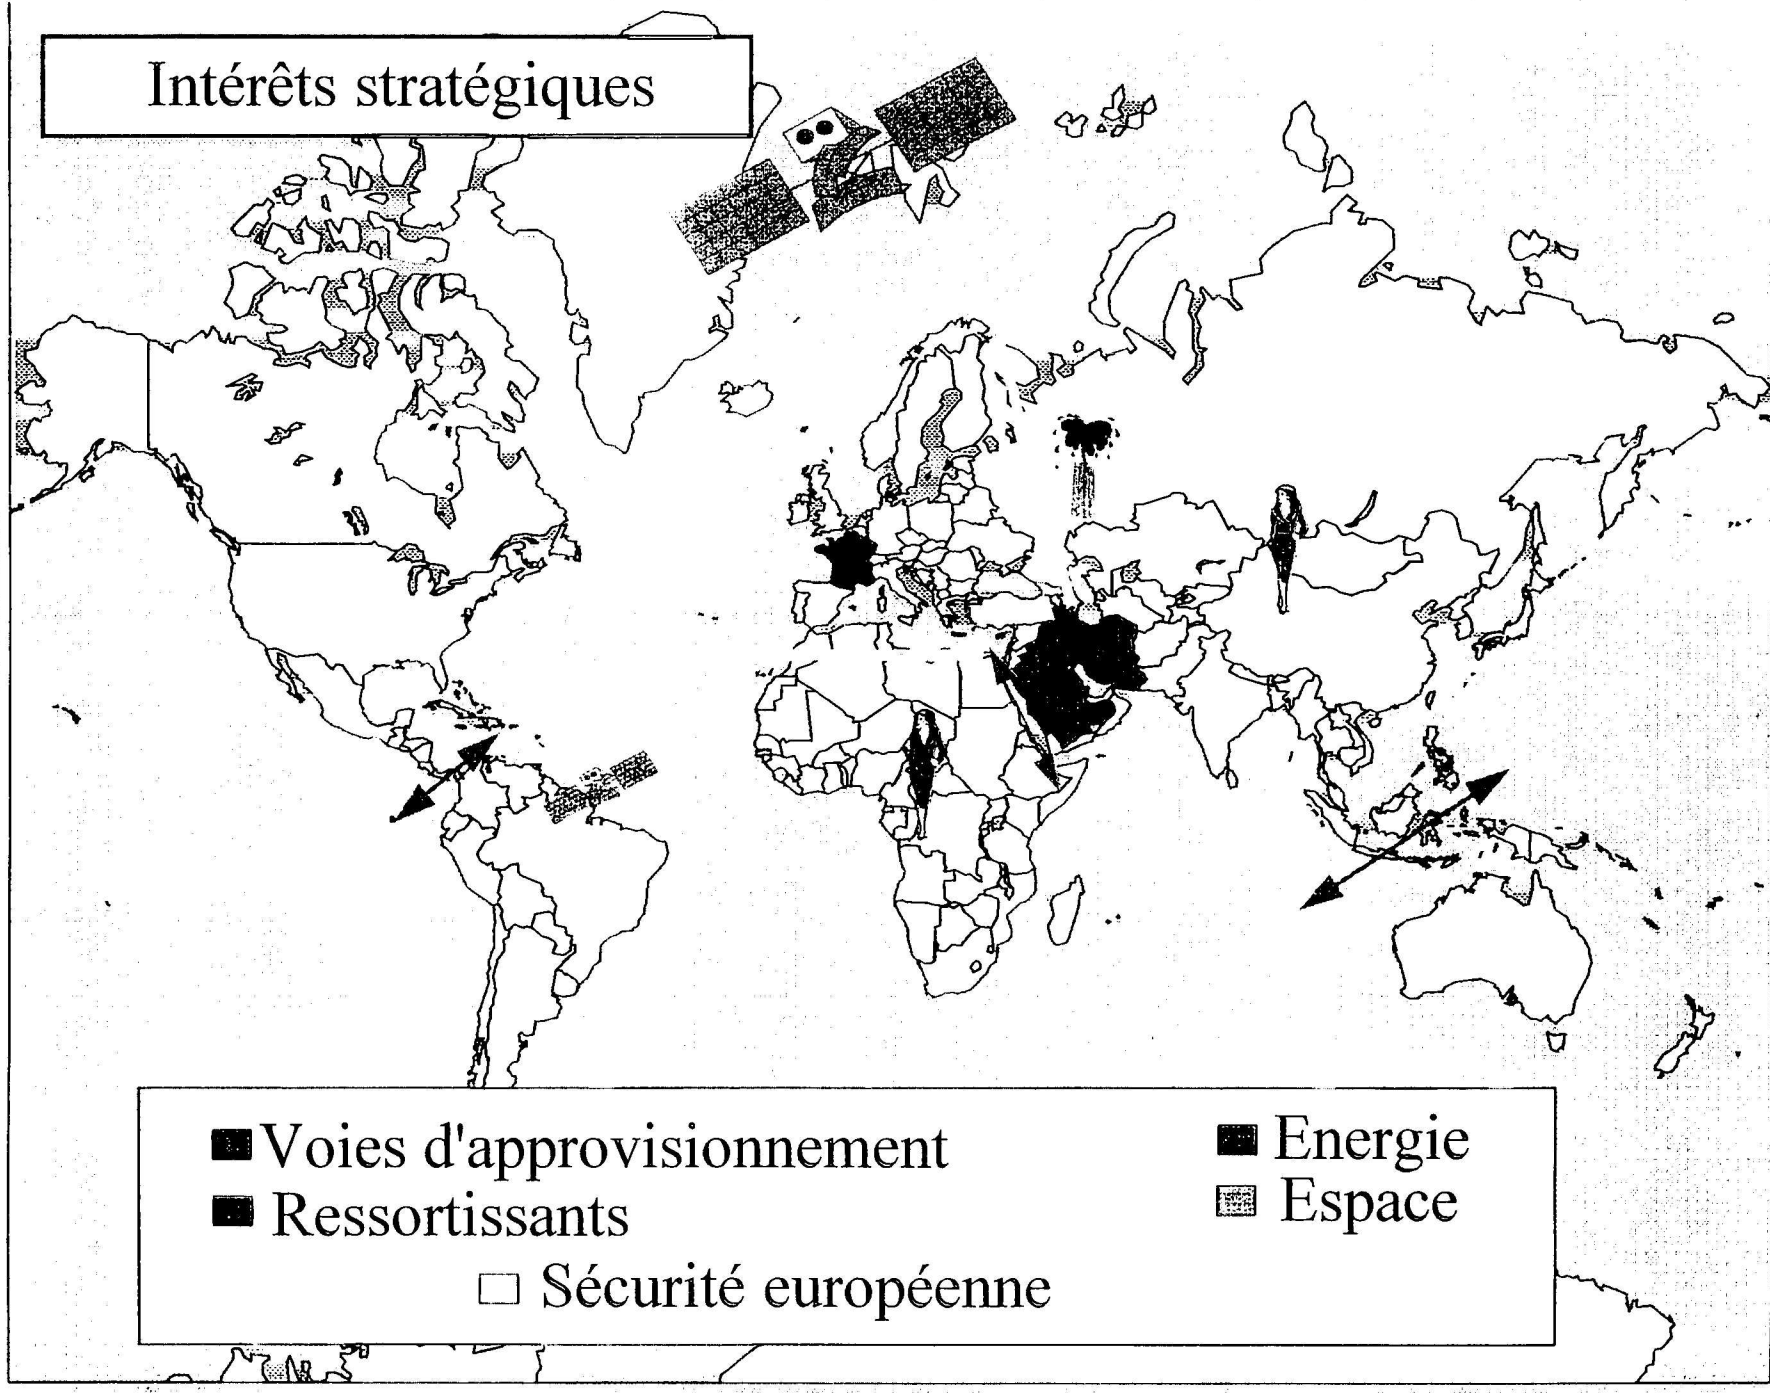 Intérêts stratégiques
Voies d'approvisionnement
Energie
Ressortissants
Espace
Sécurité européenne